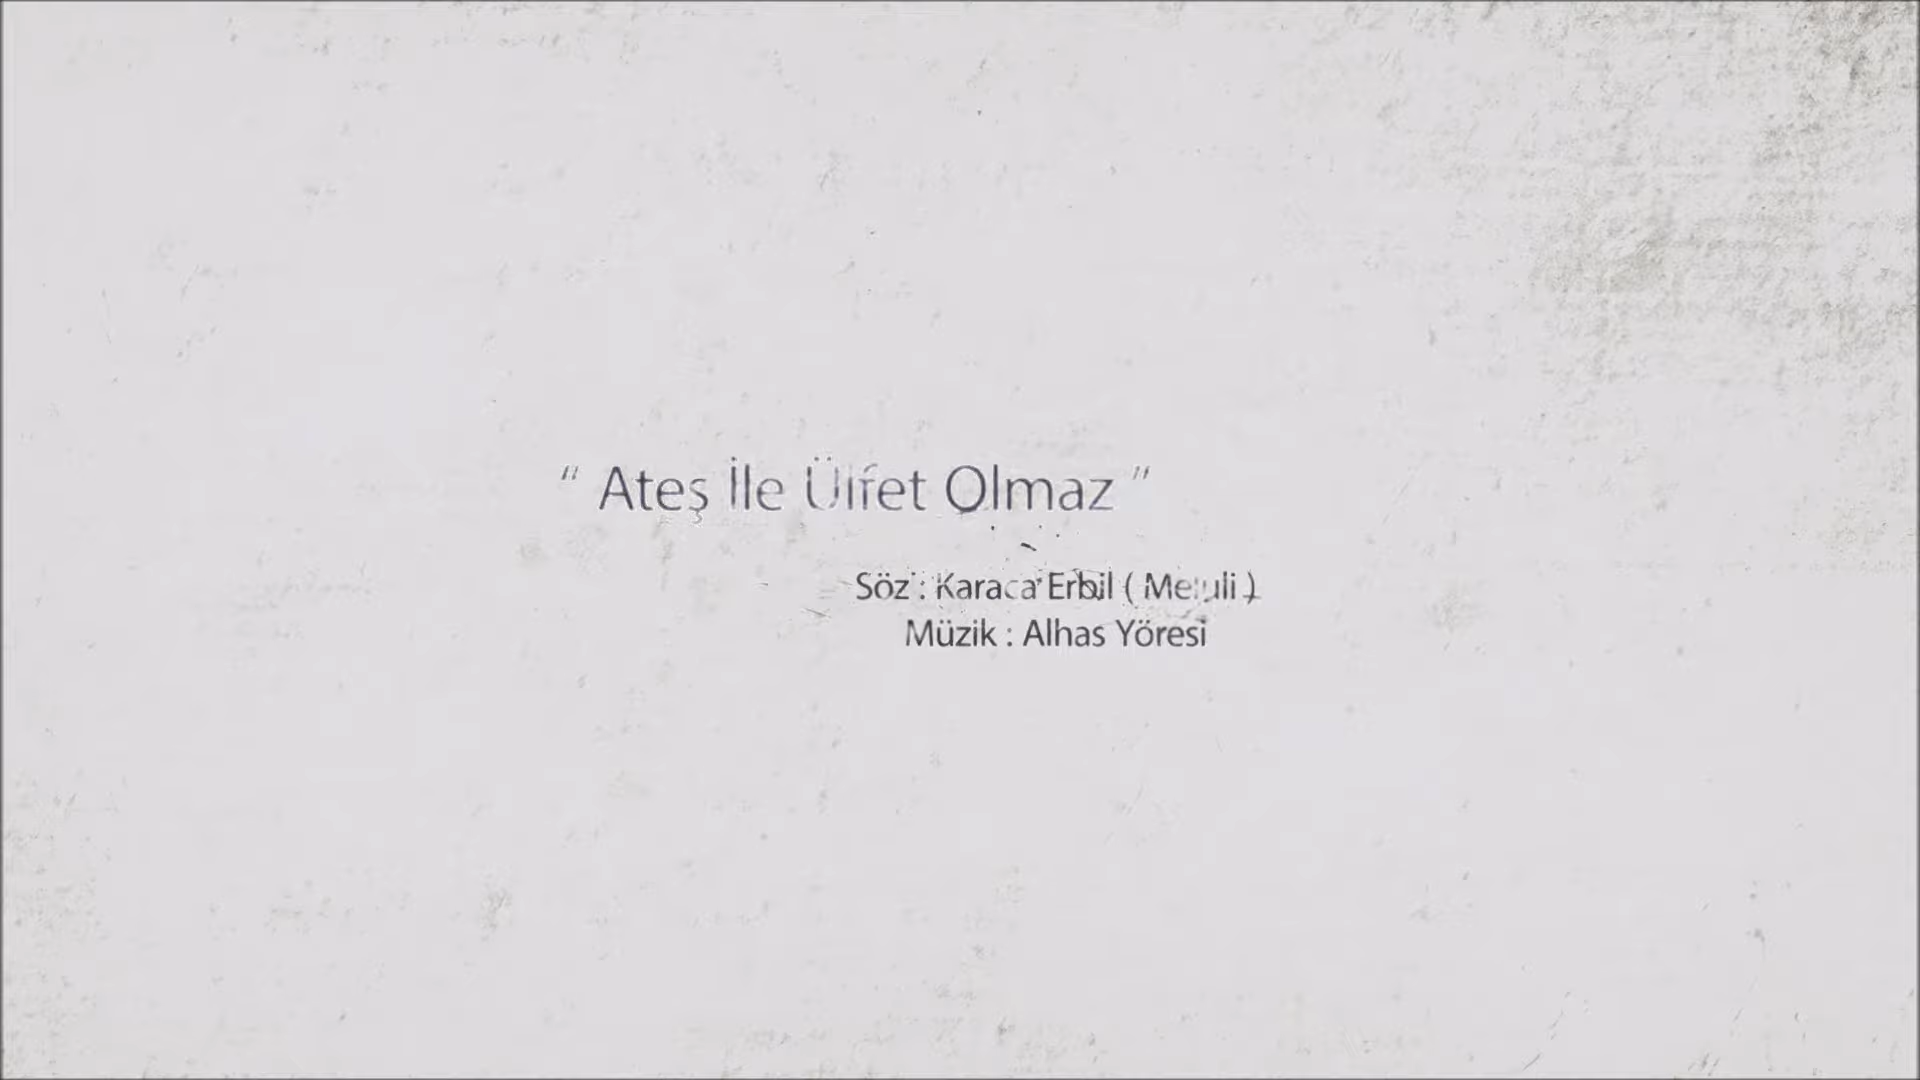 “ Ateş İle Ülfet Olmaz ”
Söz : Karaca Erbil ( Meluli )
Müzik : Alhas Yöresi